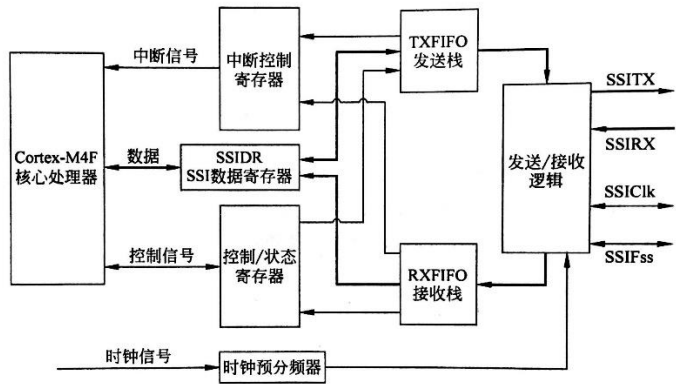 中断信号
中断控制
寄存器
TXFIFO
发送栈
SSITX
SSIRX
Cortex-M4F
核心处理器
数据
SSIDR
SSI数据寄存器
发送/接收
逻辑
SSIClk
控制信号
控制/状态
寄存器
RXFIFO
接收栈
SSIFss
时钟信号
时钟预分频器